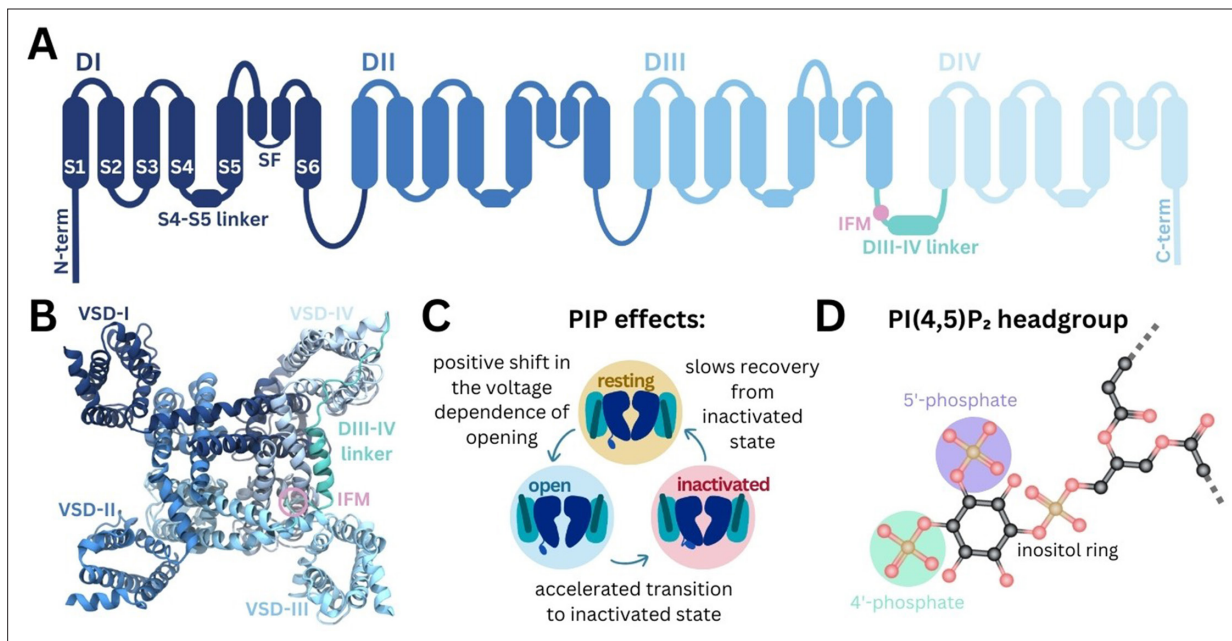 A
DI
DII
DIII
DIV
S1
S2
S3
S4
S5
SF
S6
S4-S5 linker
N-term
IFM
DIII-IV linker
C-term
B
VSD-I
VSD-IV
DIII-IV
linker
IFM
VSD-II
VSD-III
C
PIP effects:
positive shift in
the voltage
dependence of
opening
resting
slows recovery
from
inactivated
state
open
inactivated
accelerated transition
to inactivated state
D
PI(4,5)P₂ headgroup
5'-phosphate
inositol ring
4'-phosphate